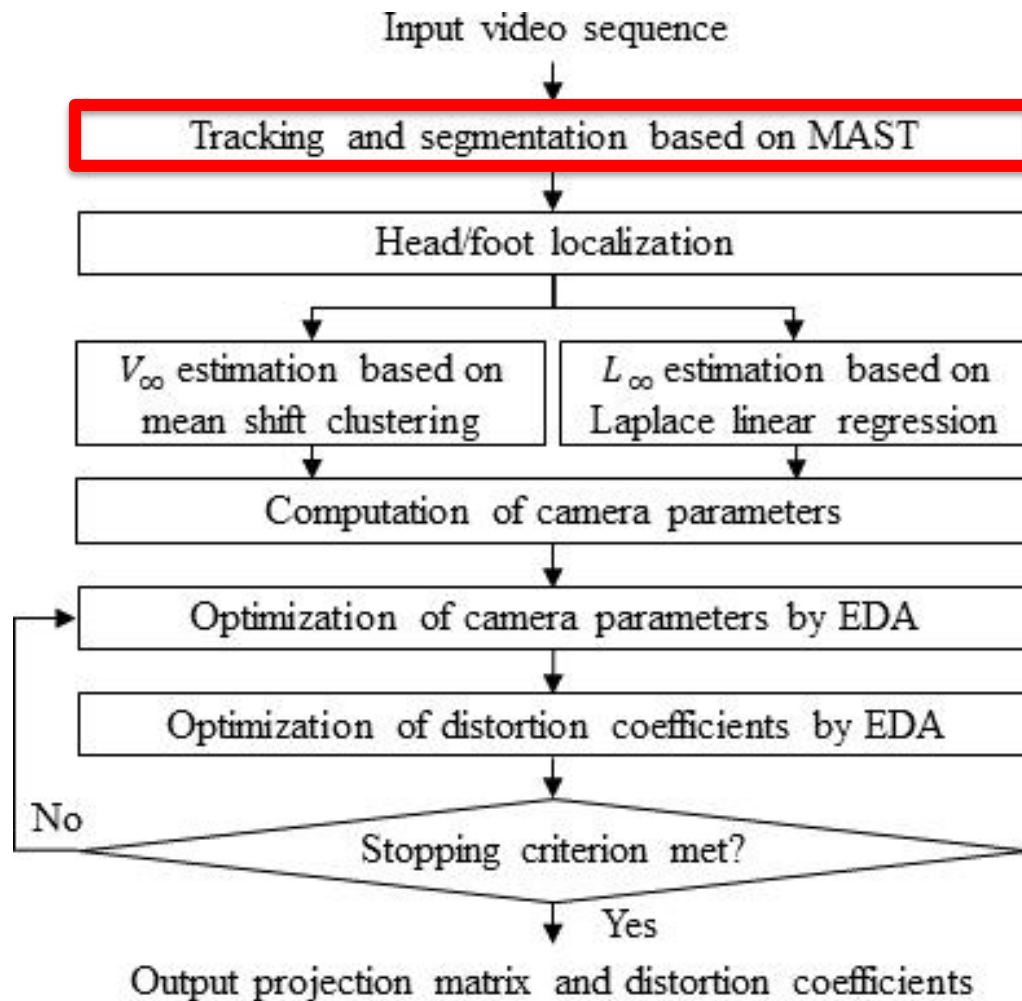 Input video sequence
Tracking and segmentation based on MAST
Head/foot localization
V∞ estimation based on
mean shift clustering
L∞ estimation based on
Laplace linear regression
Computation of camera parameters
Optimization of camera parameters by EDA
Optimization of distortion coefficients by EDA
No
Stopping criterion met?
Yes
Output projection matrix and distortion coefficients